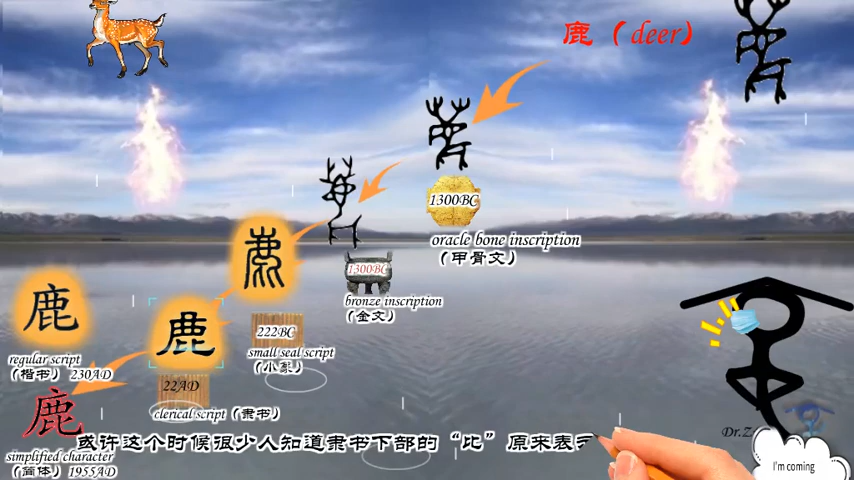 鹿（deer）
1300BC
oracle bone inscription
（甲骨文）
1300BC
bronze inscription
（金文）
222BC
small seal script
（小篆）
鹿
22AD
clerical script（隶书）
鹿
regular script
（楷书） 230AD
鹿
simplified character
（简体） 1955AD
或许这个时候很少人知道隶书下部的“比”原来表示
Dr.Z
I'm coming